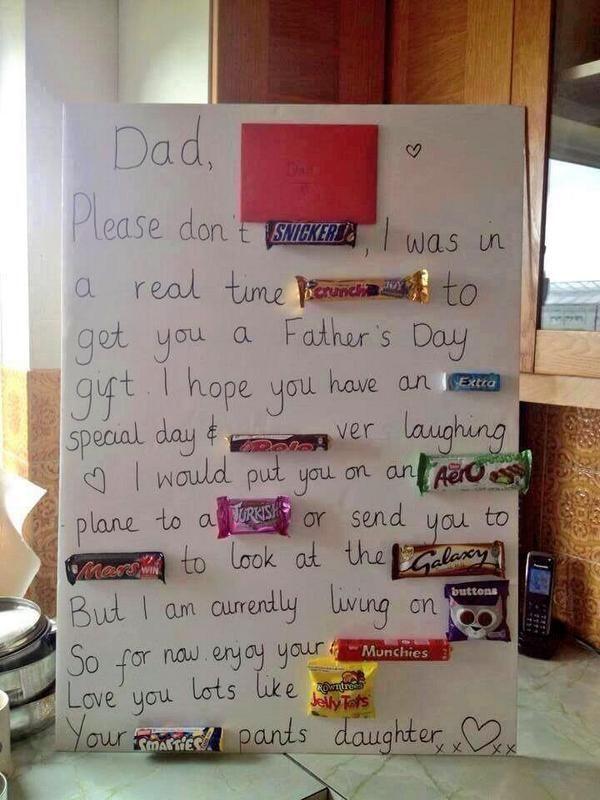 Dad, Dad
Please don't SNICKERS, I was in
a real time crunch to
get you a Father's Day
gift. I hope you have an Extra
special day & Rolo ver laughing
I would put you on an AERO
plane to a TURKISH or send you to
Mars WIN to look at the Galaxy
But I am currently living on buttons
So for now enjoy your Munchies
Love you lots like Rowntree's Jelly Tots
Your SMARTIES pants daughter xx xx